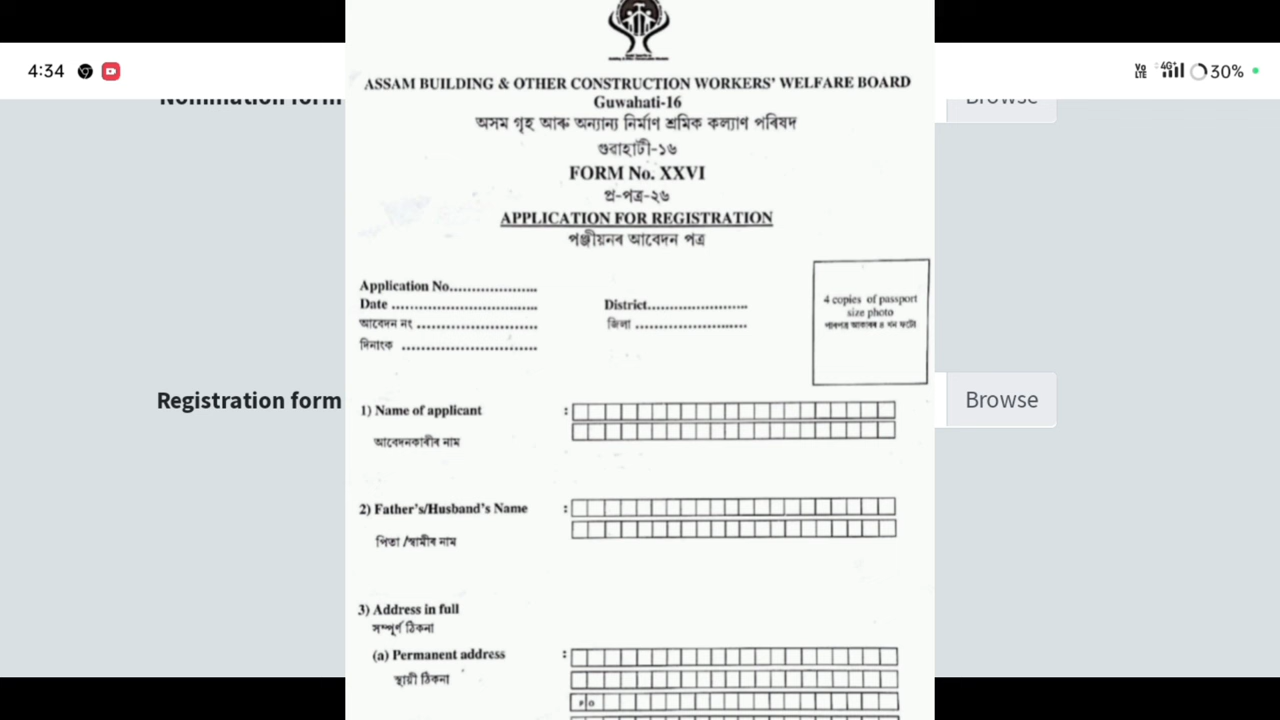 4:34
Vo LTE 4G+ 30%
Nomination form
Browse
ASSAM BUILDING & OTHER CONSTRUCTION WORKERS' WELFARE BOARD
Guwahati-16
অসম গৃহ আৰু অন্যান্য নিৰ্মাণ শ্ৰমিক কল্যাণ পৰিষদ
গুৱাহাটী-১৬
FORM No. XXVI
প্ৰ-পত্ৰ-২৬
APPLICATION FOR REGISTRATION
পঞ্জীয়নৰ আবেদন পত্ৰ
Application No...................
Date ................................
আবেদন নং ..........................
দিনাংক .............................
District......................
জিলা ........................
4 copies of passport
size photo
Registration form
Browse
1) Name of applicant :
আবেদনকাৰীৰ নাম
2) Father's/Husband's Name :
পিতা /স্বামীৰ নাম
3) Address in full
সম্পূৰ্ণ ঠিকনা
(a) Permanent address :
স্থায়ী ঠিকনা
P O